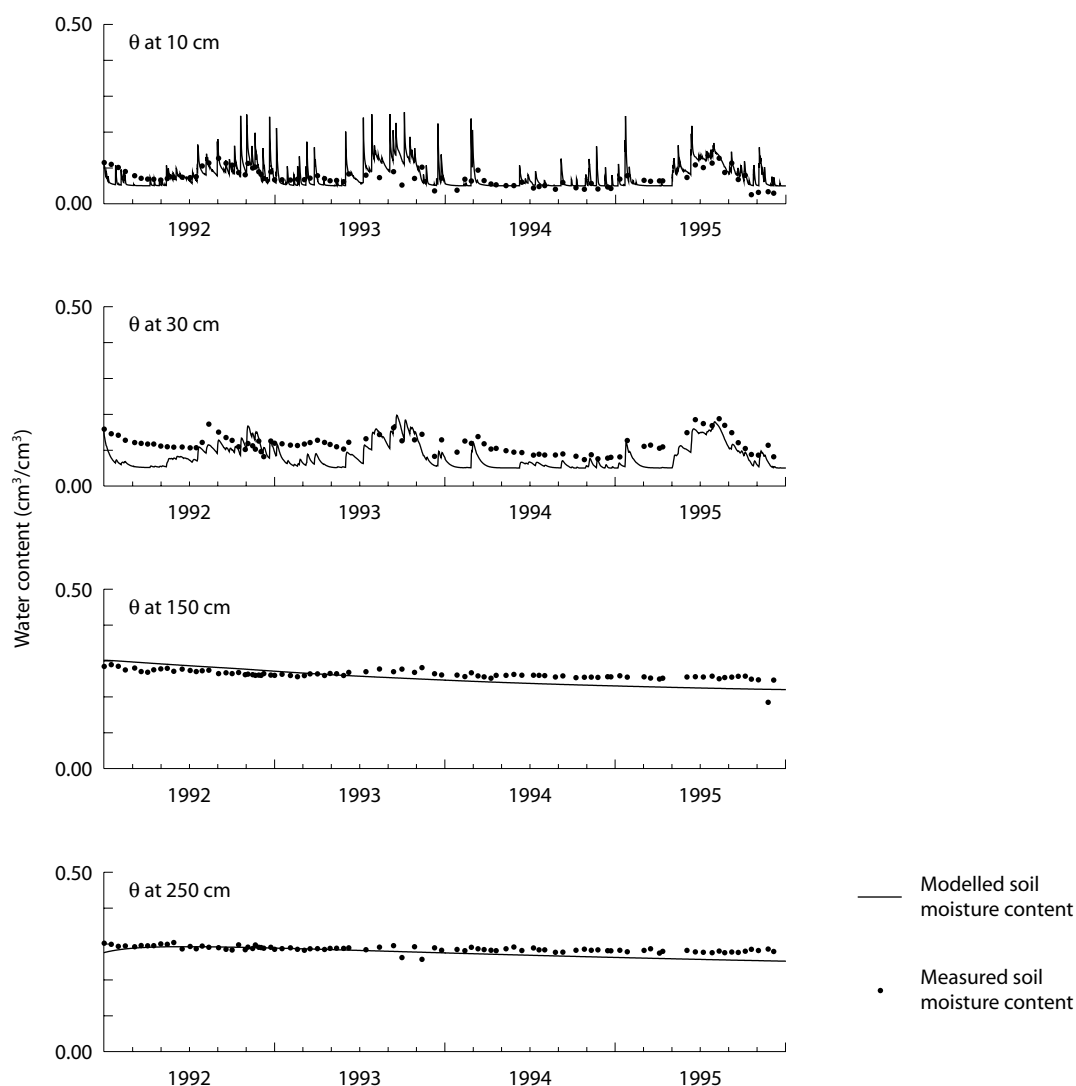 Water content (cm³/cm³)
0.50
θ at 10 cm
0.00
1992 1993 1994 1995
0.50
θ at 30 cm
0.00
1992 1993 1994 1995
0.50
θ at 150 cm
0.00
1992 1993 1994 1995
0.50
θ at 250 cm
0.00
1992 1993 1994 1995
Modelled soil
moisture content
Measured soil
moisture content